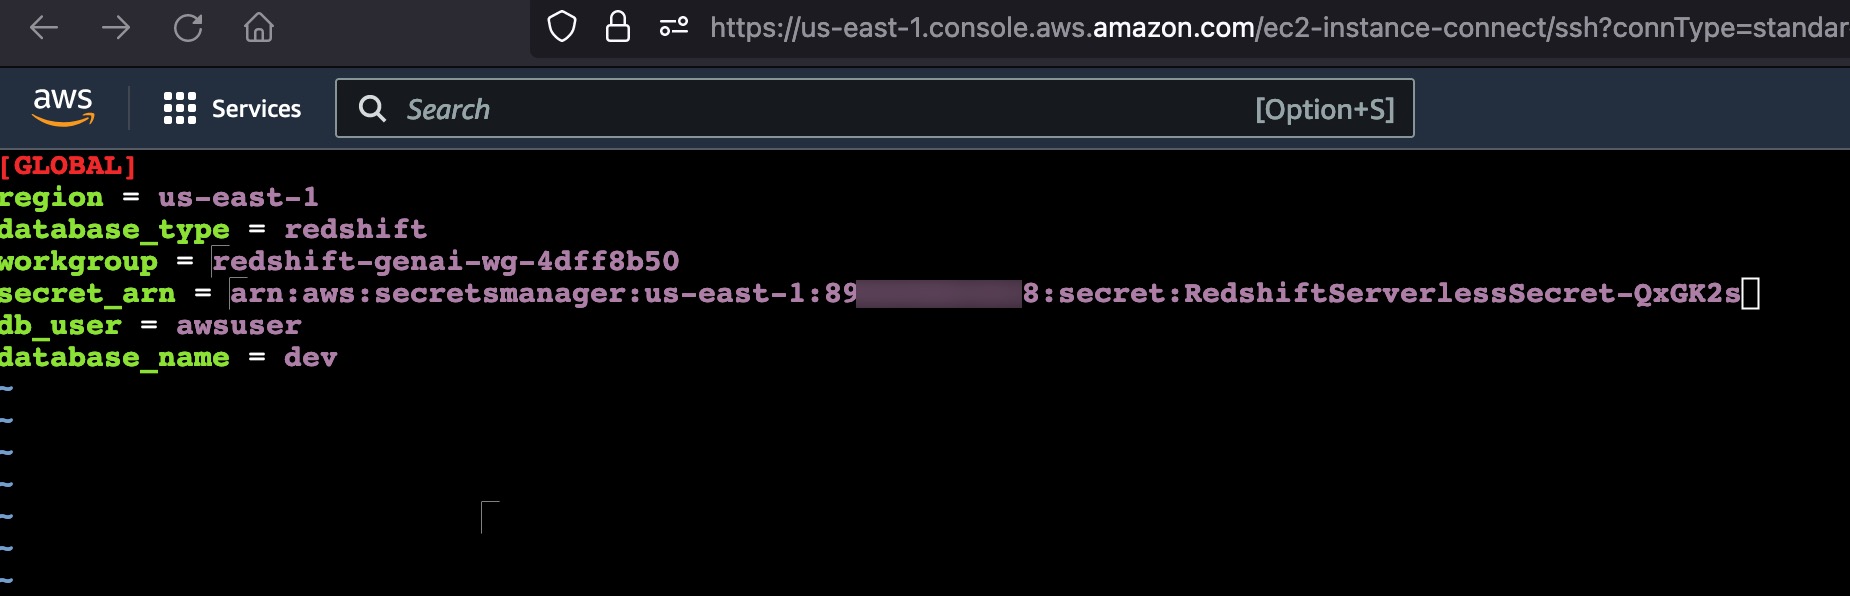 https://us-east-1.console.aws.amazon.com/ec2-instance-connect/ssh?connType=standar
aws Services Search [Option+S]
[GLOBAL]
region = us-east-1
database_type = redshift
workgroup = redshift-genai-wg-4dff8b50
secret_arn = arn:aws:secretsmanager:us-east-1:89 8:secret:RedshiftServerlessSecret-QxGK2s
db_user = awsuser
database_name = dev
~
~
~
~
~
~
~